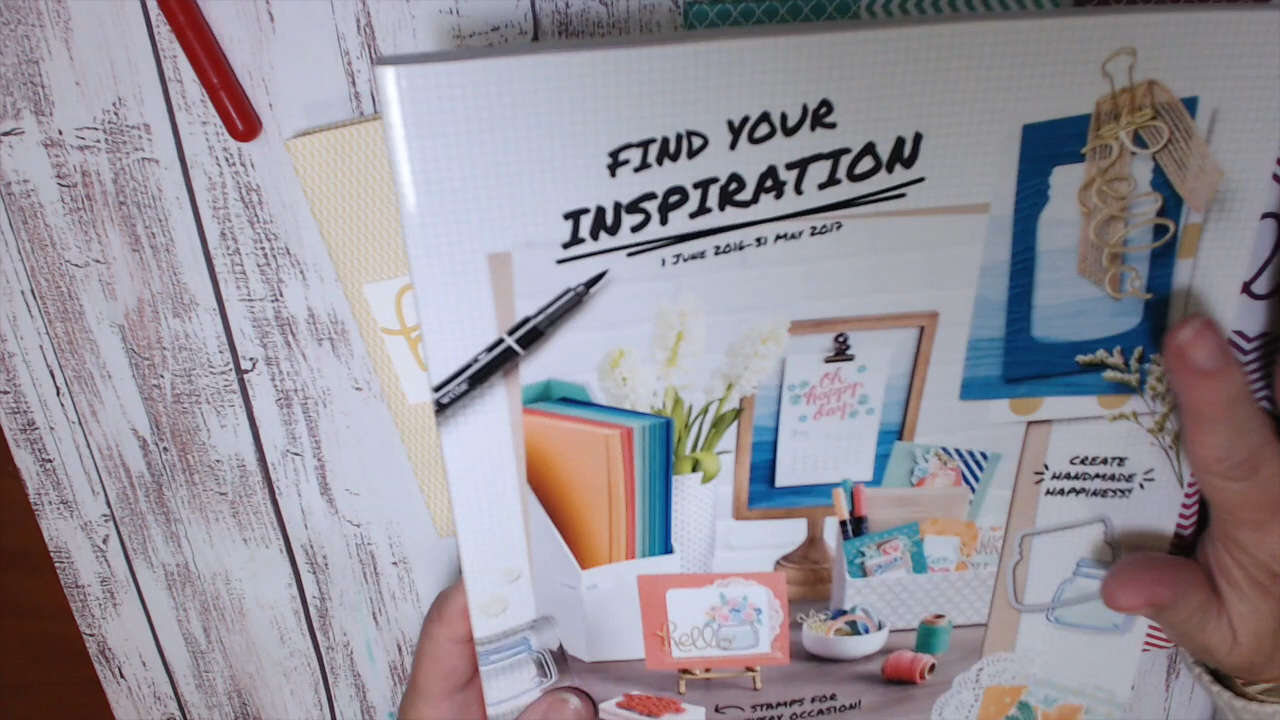 FIND YOUR
INSPIRATION
1 JUNE 2016-31 MAY 2017
Oh
happy
day
CREATE
HANDMADE
HAPPINESS!
hello
STAMPS FOR
EVERY OCCASION!